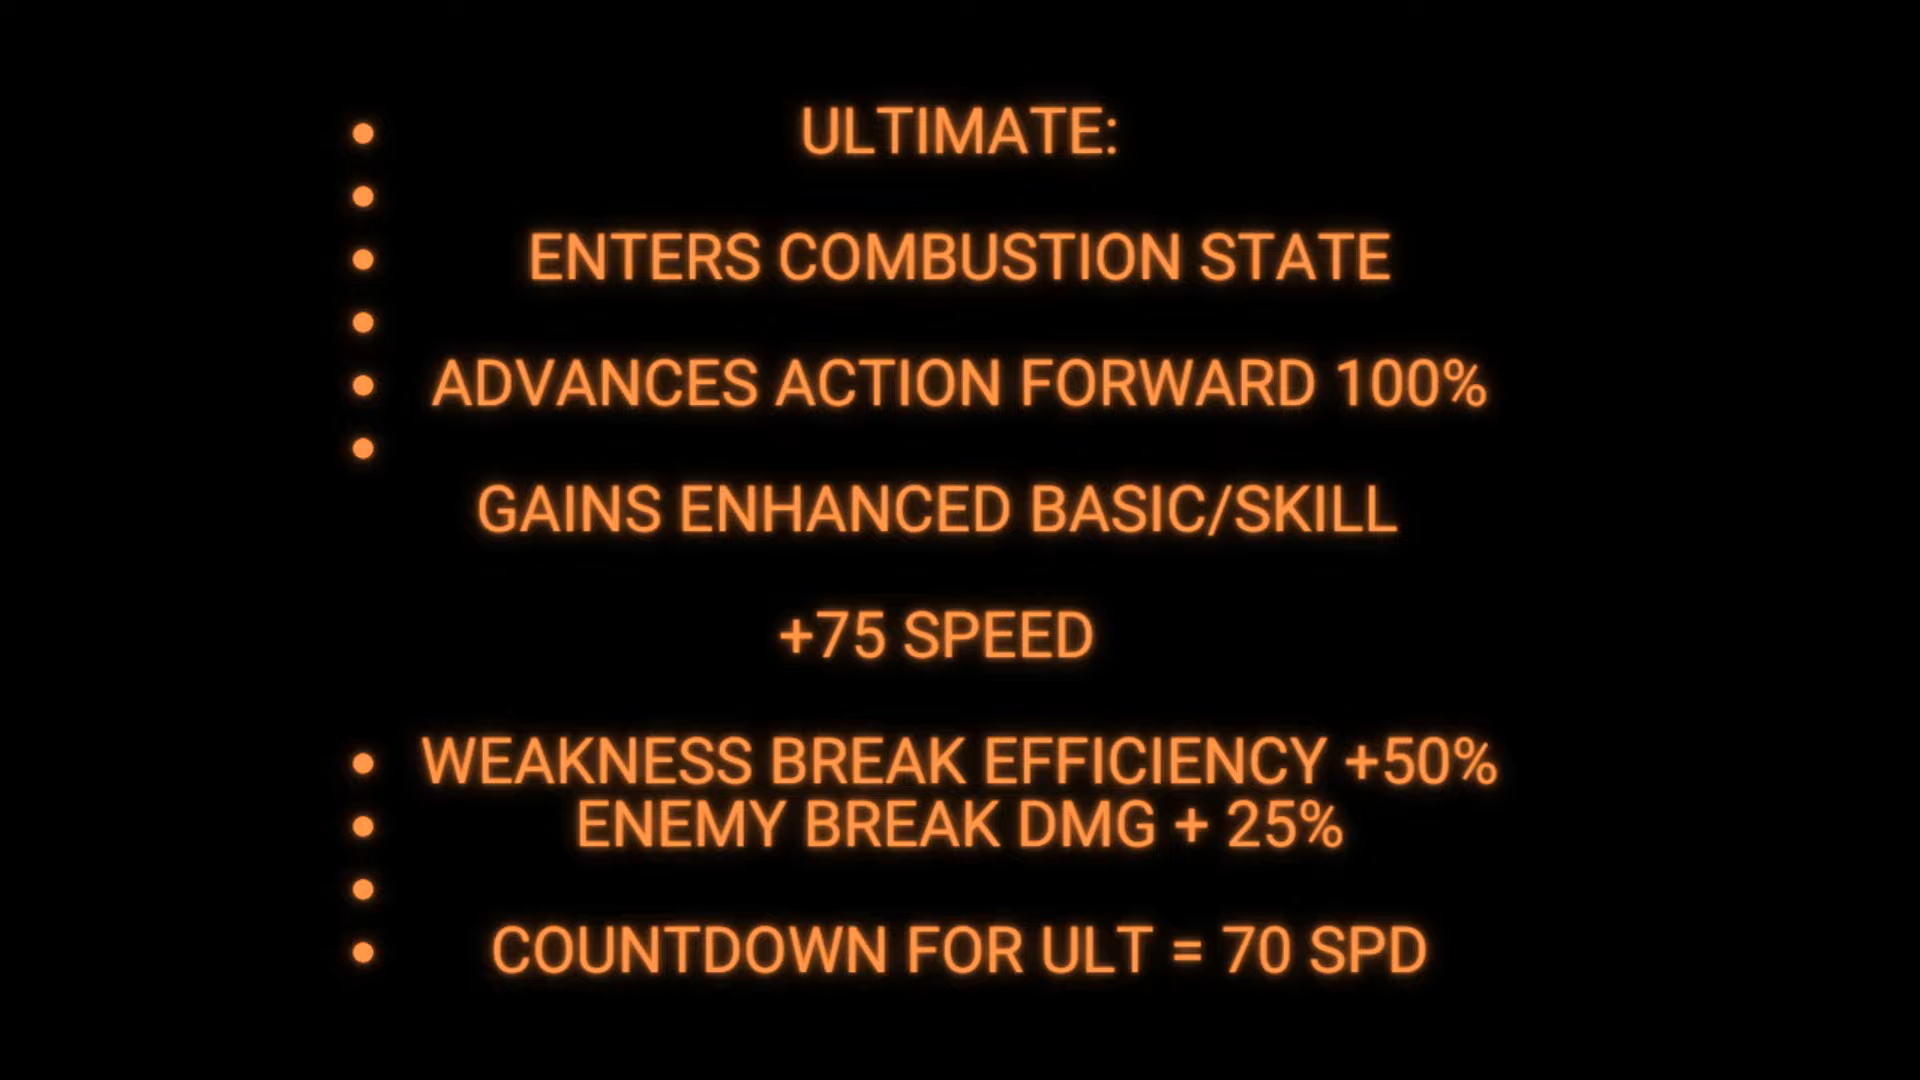 • ULTIMATE:
•
• ENTERS COMBUSTION STATE
•
• ADVANCES ACTION FORWARD 100%
•
GAINS ENHANCED BASIC/SKILL
+75 SPEED
• WEAKNESS BREAK EFFICIENCY +50%
• ENEMY BREAK DMG + 25%
•
• COUNTDOWN FOR ULT = 70 SPD